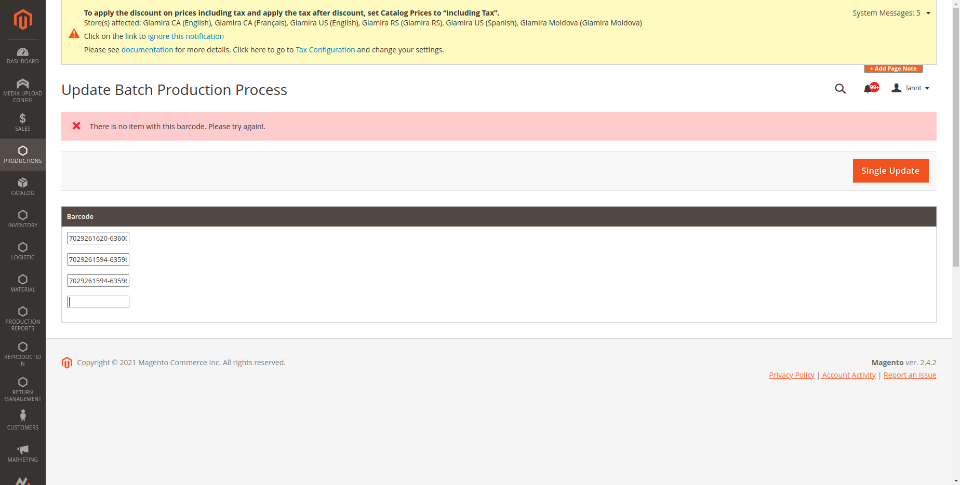 To apply the discount on prices including tax and apply the tax after discount, set Catalog Prices to "Including Tax".
Store(s) affected: Glamira CA (English), Glamira CA (Français), Glamira US (English), Glamira RS (Glamira RS), Glamira US (Spanish), Glamira Moldova (Glamira Moldova)
Click on the link to ignore this notification
Please see documentation for more details. Click here to go to Tax Configuration and change your settings.
System Messages: 5
+ Add Page Note
Update Batch Production Process
99+
lannt
There is no item with this barcode. Please try again!.
Single Update
Barcode
7029261620-6360
7029261594-6359
7029261594-6359
Copyright © 2021 Magento Commerce Inc. All rights reserved.
Magento ver. 2.4.2
Privacy Policy | Account Activity | Report an Issue
DASHBOARD
MEDIA UPLOAD
CONFIG
SALES
PRODUCTIONS
CATALOG
INVENTORY
LOGISTIC
MATERIAL
PRODUCTION
REPORTS
REPRODUCTIO
N
RETURN
MANAGEMENT
CUSTOMERS
MARKETING